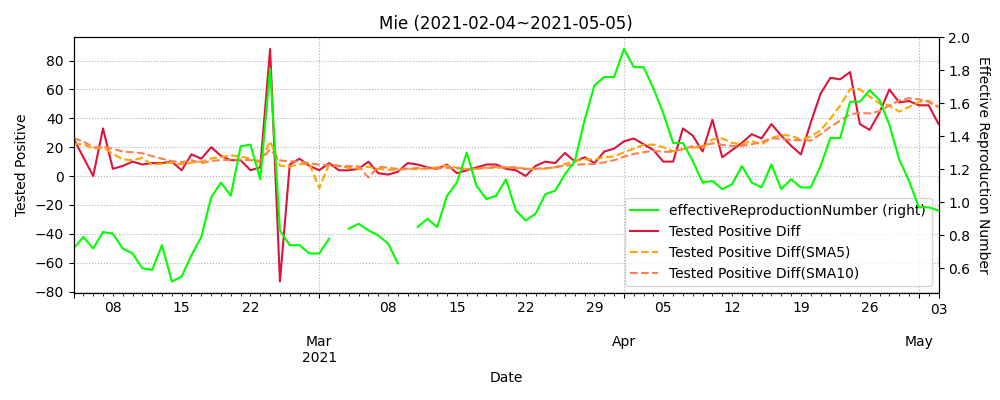 Mie (2021-02-04~2021-05-05)
Tested Positive
80
60
40
20
0
−20
−40
−60
−80
2.0
1.8
1.6
1.4
1.2
1.0
0.8
0.6
Effective Reproduction Number
effectiveReproductionNumber (right)
Tested Positive Diff
Tested Positive Diff(SMA5)
Tested Positive Diff(SMA10)
08 15 22 08 15 22 29 05 12 19 26 03
Mar Apr May
2021
Date